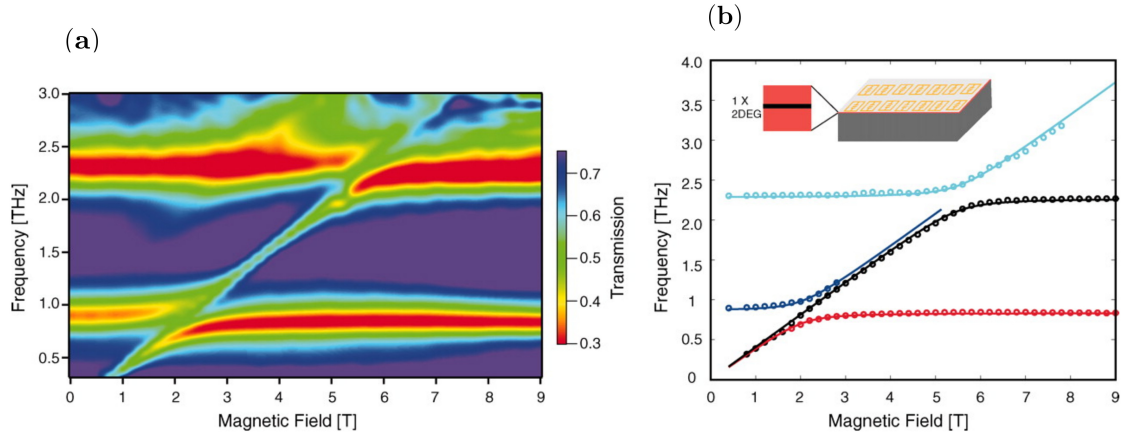 (a)
Frequency [THz]
3.0
2.5
2.0
1.5
1.0
0.5
0 1 2 3 4 5 6 7 8 9
Magnetic Field [T]
0.7
0.6
0.5
0.4
0.3
Transmission
(b)
Frequency [THz]
4.0
3.5
3.0
2.5
2.0
1.5
1
0.5
0
1 X
2DEG
0 1 2 3 4 5 6 7 8 9
Magnetic Field [T]